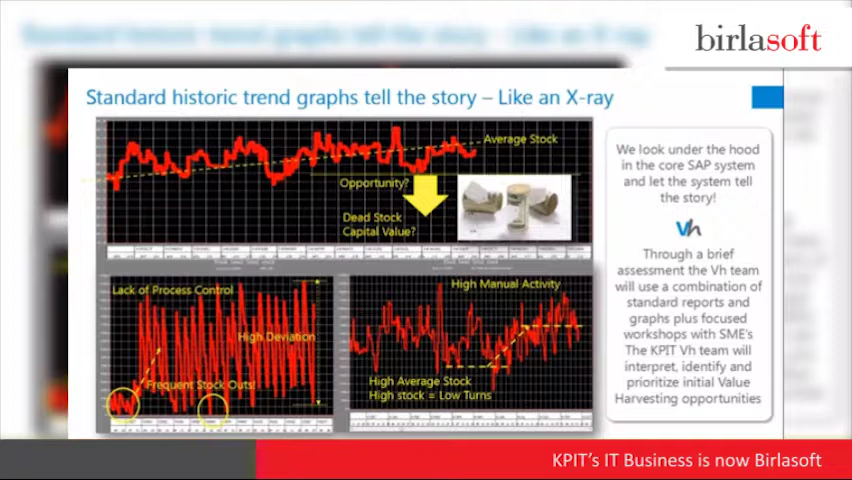 birlasoft
Standard historic trend graphs tell the story – Like an X-ray
Average Stock
Opportunity?
Dead Stock
Capital Value?
Lack of Process Control
High Deviation
Frequent Stock Outs!
High Manual Activity
High Average Stock
High stock = Low Turns
We look under the hood
in the core SAP system
and let the system tell
the story!
Vh
Through a brief
assessment the Vh team
will use a combination of
standard reports and
graphs plus focused
workshops with SME's
The KPIT Vh team will
interpret, identify and
prioritize initial Value
Harvesting opportunities
KPIT's IT Business is now Birlasoft